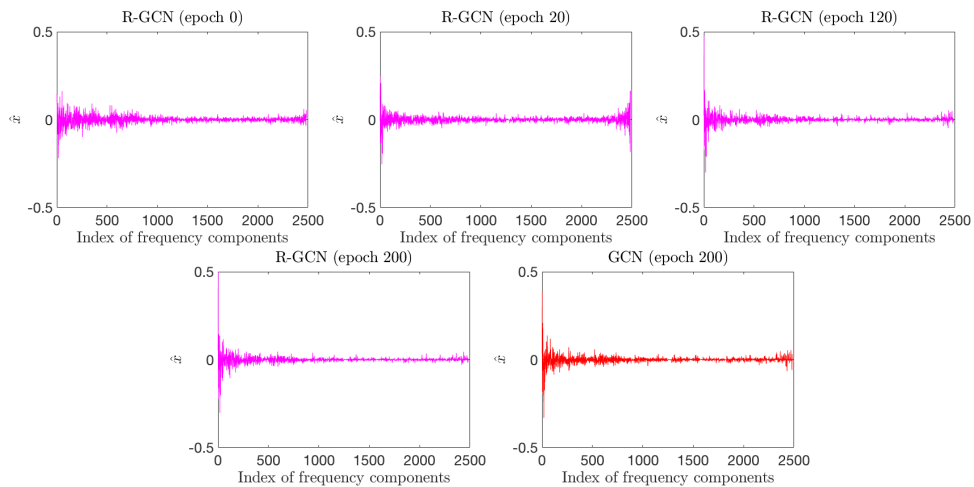 R-GCN (epoch 0)
0.5
x̂
0
-0.5
0 500 1000 1500 2000 2500
Index of frequency components
R-GCN (epoch 20)
0.5
x̂
0
-0.5
0 500 1000 1500 2000 2500
Index of frequency components
R-GCN (epoch 120)
0.5
x̂
0
-0.5
0 500 1000 1500 2000 2500
Index of frequency components
R-GCN (epoch 200)
0.5
x̂
0
-0.5
0 500 1000 1500 2000 2500
Index of frequency components
GCN (epoch 200)
0.5
x̂
0
-0.5
0 500 1000 1500 2000 2500
Index of frequency components